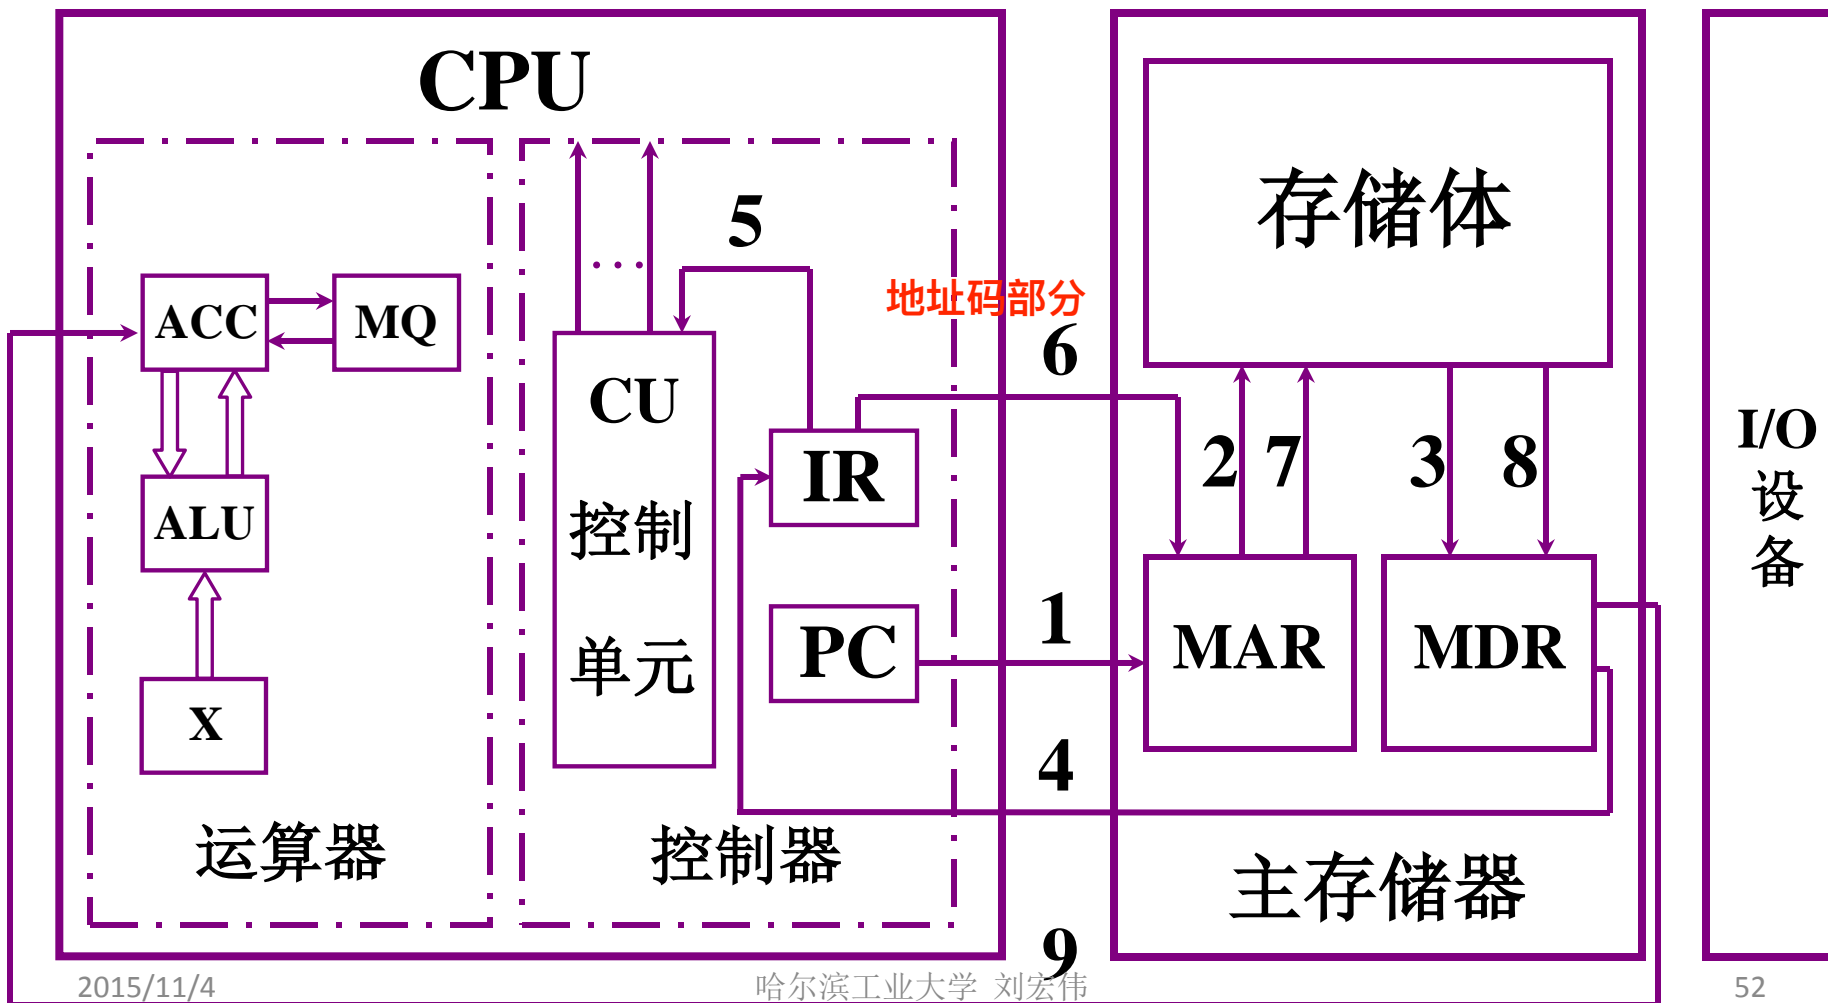 CPU
5
…
地址码部分
6
ACC
MQ
CU
控制
单元
IR
PC
ALU
X
运算器
控制器
1
4
9
存储体
2
7
3
8
MAR
MDR
主存储器
I/O
设
备
2015/11/4
哈尔滨工业大学 刘宏伟
52